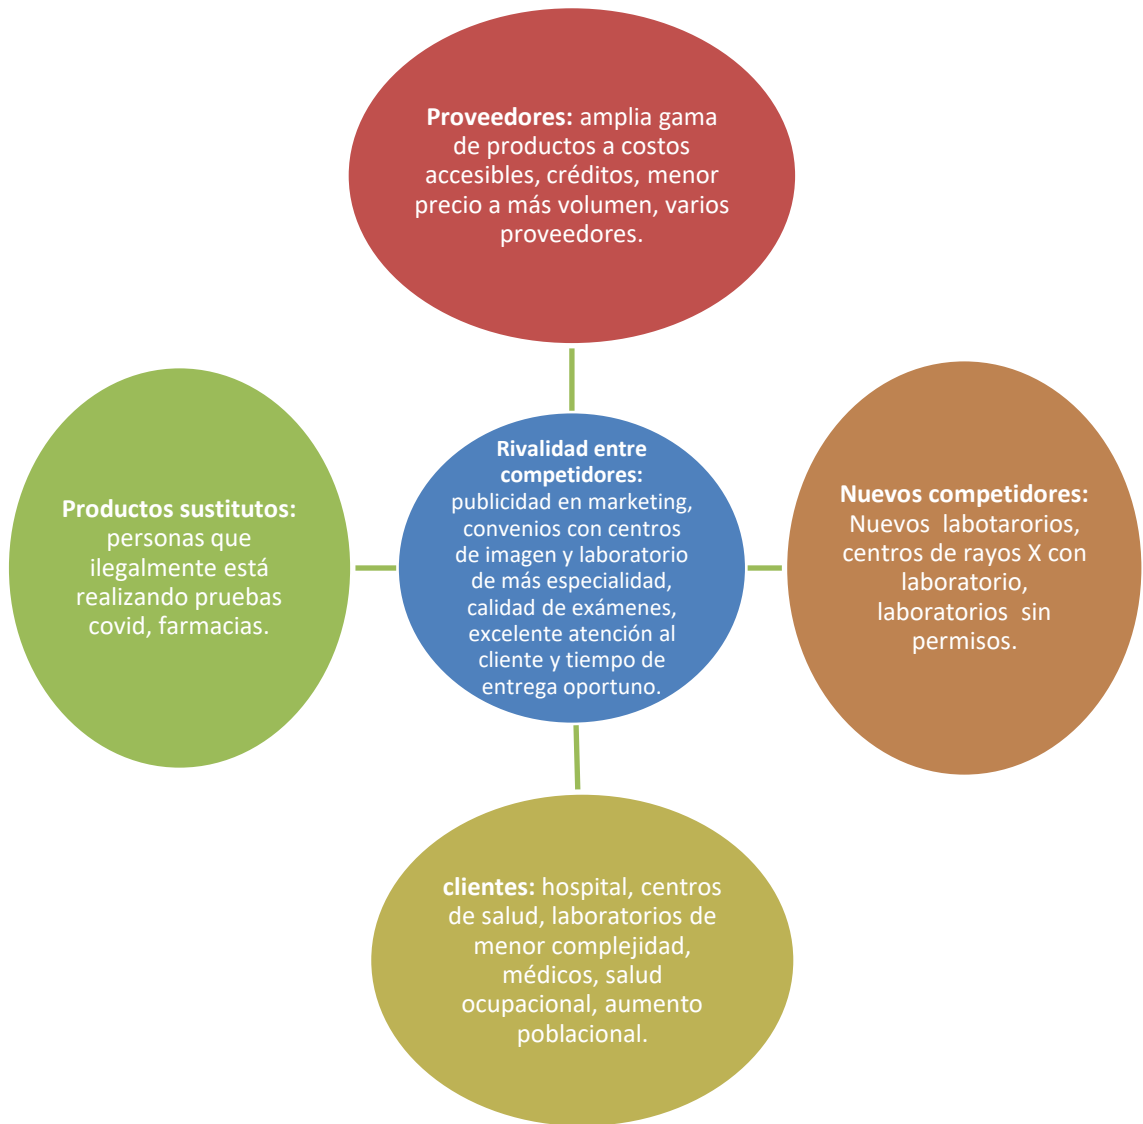 Proveedores: amplia gama
de productos a costos
accesibles, créditos, menor
precio a más volumen, varios
proveedores.
Productos sustitutos:
personas que
ilegalmente está
realizando pruebas
covid, farmacias.
Rivalidad entre
competidores:
publicidad en marketing,
convenios con centros
de imagen y laboratorio
de más especialidad,
calidad de exámenes,
excelente atención al
cliente y tiempo de
entrega oportuno.
Nuevos competidores:
Nuevos labotarorios,
centros de rayos X con
laboratorio,
laboratorios sin
permisos.
clientes: hospital, centros
de salud, laboratorios de
menor complejidad,
médicos, salud
ocupacional, aumento
poblacional.